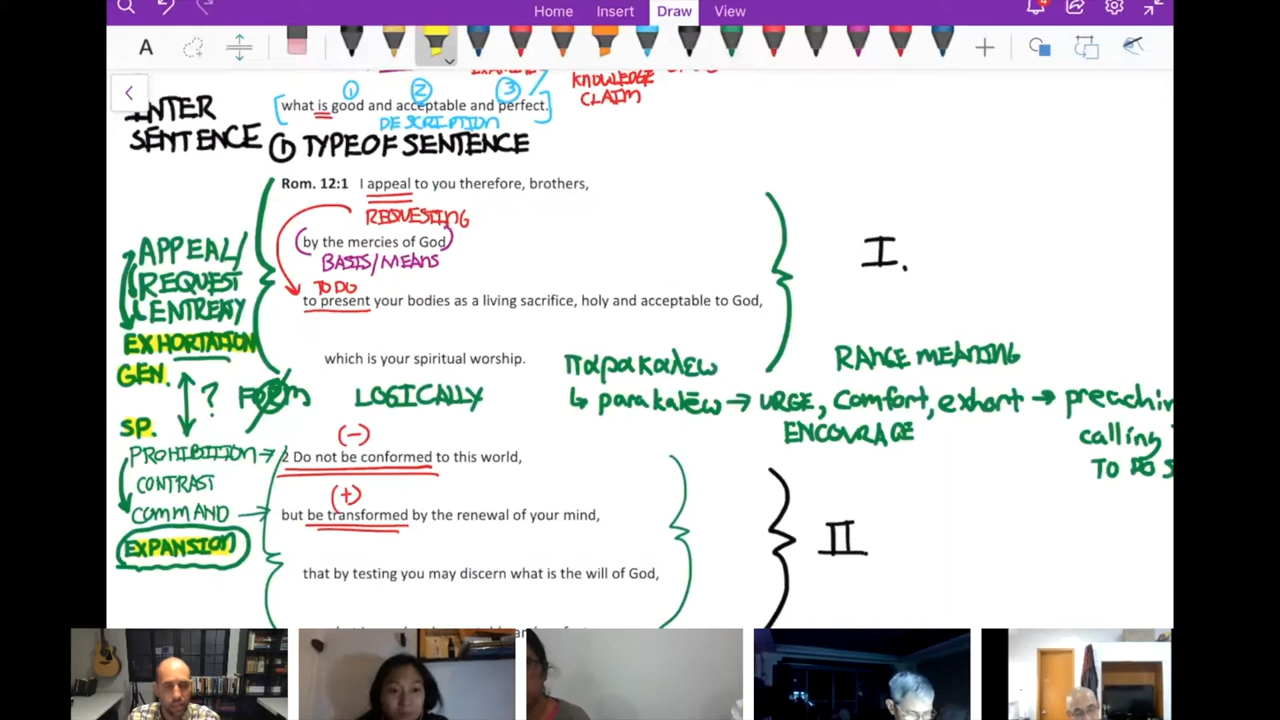 Home Insert Draw View
KNOWLEDGE
CLAIM
① ② ③
[what is good and acceptable and perfect.]
DESCRIPTION
INTER
SENTENCE
① TYPE OF SENTENCE
Rom. 12:1 I appeal to you therefore, brothers,
REQUESTING
(by the mercies of God)
BASIS/MEANS
TO DO
to present your bodies as a living sacrifice, holy and acceptable to God,
which is your spiritual worship.
APPEAL/
REQUEST
ENTREATY
EXHORTATION
GEN.
I.
?
FORM
LOGICALLY
παρακαλεω
RANGE MEANING
↳ parakaleō → URGE, comfort, exhort →
ENCOURAGE
calling
TO DO S
SP.
(−)
PROHIBITION → 2 Do not be conformed to this world,
CONTRAST
(+)
COMMAND → but be transformed by the renewal of your mind,
EXPANSION
II
that by testing you may discern what is the will of God,